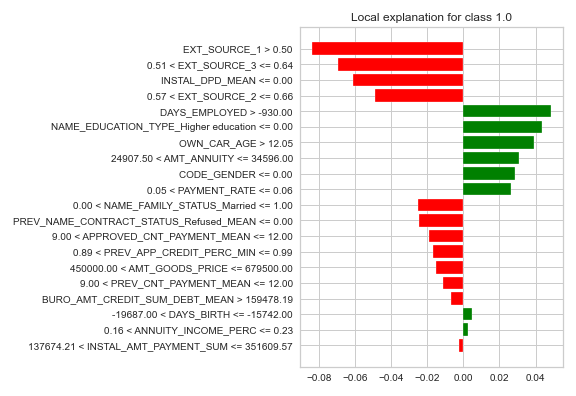 Local explanation for class 1.0
EXT_SOURCE_1 > 0.50
0.51 < EXT_SOURCE_3 <= 0.64
INSTAL_DPD_MEAN <= 0.00
0.57 < EXT_SOURCE_2 <= 0.66
DAYS_EMPLOYED > -930.00
NAME_EDUCATION_TYPE_Higher education <= 0.00
OWN_CAR_AGE > 12.05
24907.50 < AMT_ANNUITY <= 34596.00
CODE_GENDER <= 0.00
0.05 < PAYMENT_RATE <= 0.06
0.00 < NAME_FAMILY_STATUS_Married <= 1.00
PREV_NAME_CONTRACT_STATUS_Refused_MEAN <= 0.00
9.00 < APPROVED_CNT_PAYMENT_MEAN <= 12.00
0.89 < PREV_APP_CREDIT_PERC_MIN <= 0.99
450000.00 < AMT_GOODS_PRICE <= 679500.00
9.00 < PREV_CNT_PAYMENT_MEAN <= 12.00
BURO_AMT_CREDIT_SUM_DEBT_MEAN > 159478.19
-19687.00 < DAYS_BIRTH <= -15742.00
0.16 < ANNUITY_INCOME_PERC <= 0.23
137674.21 < INSTAL_AMT_PAYMENT_SUM <= 351609.57
−0.08 −0.06 −0.04 −0.02 0.00 0.02 0.04